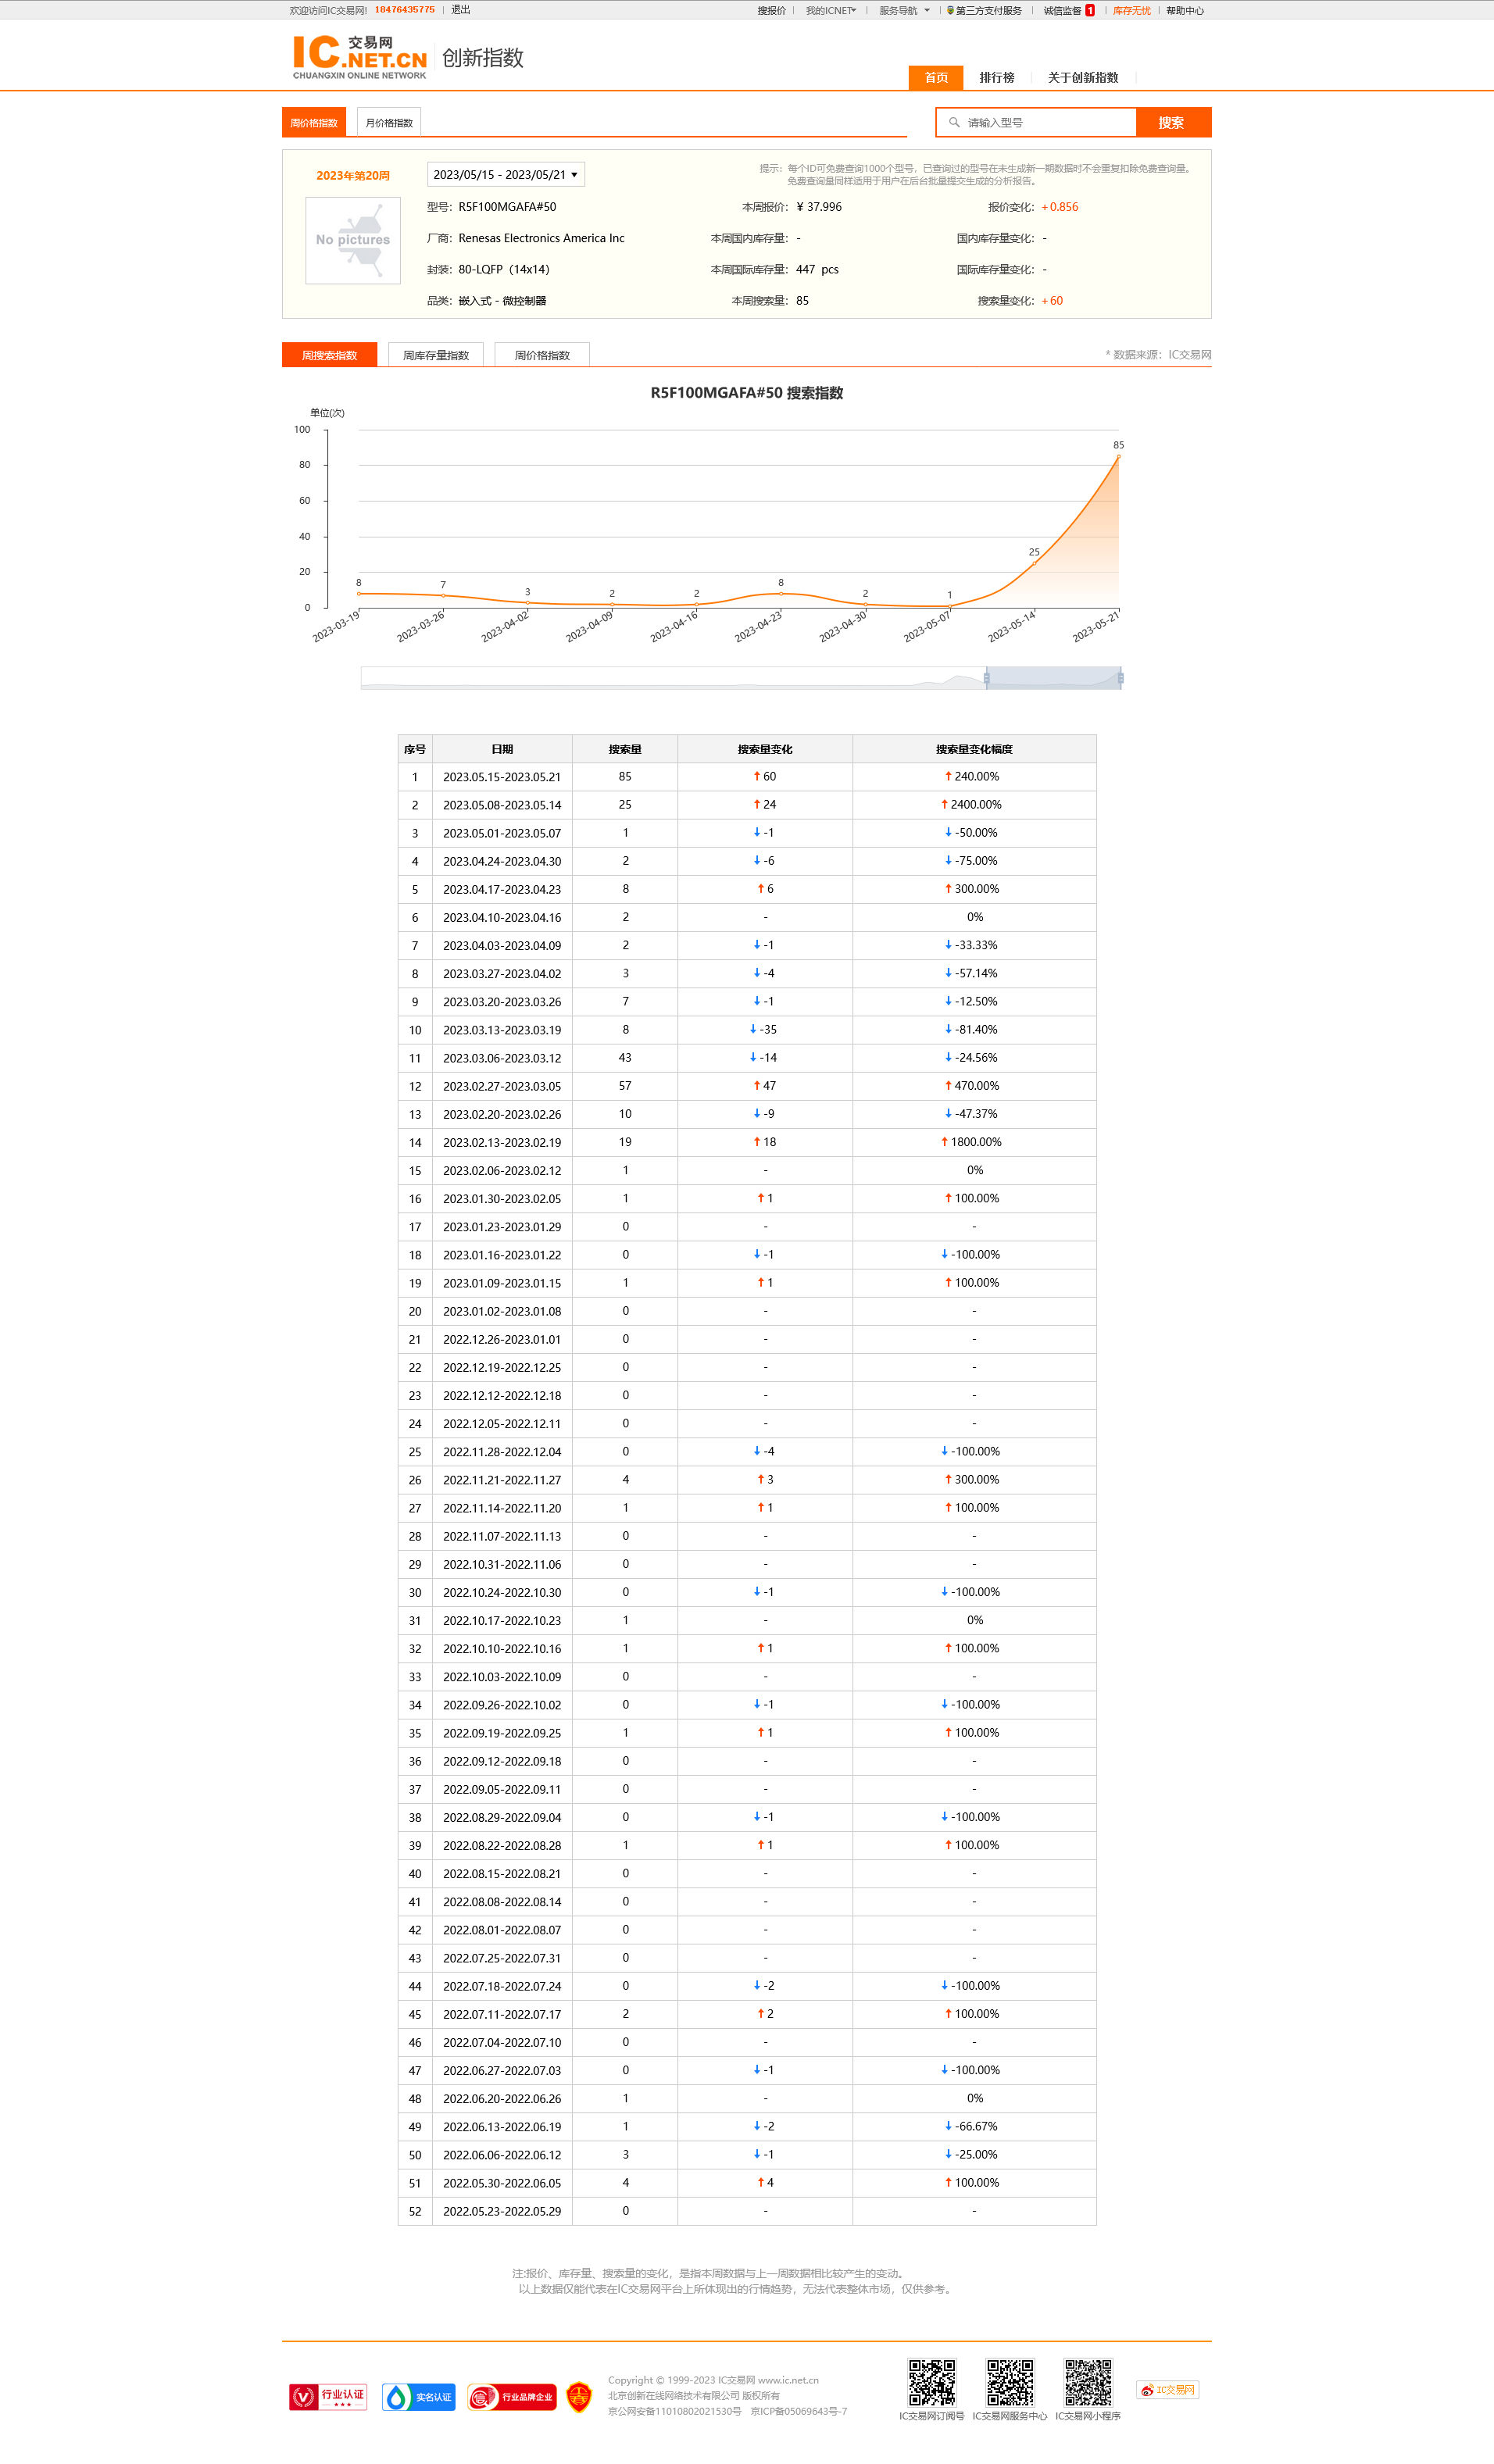 欢迎访问IC交易网! 18476435775 | 退出 搜报价 | 我的ICNET | 服务导航 | 第三方支付服务 | 诚信监督 1 | 库存无忧 | 帮助中心
IC交易网
.NET.CN
CHUANGXIN ONLINE NETWORK
创新指数
首页 排行榜 关于创新指数
周价格指数 月价格指数 请输入型号 搜索
2023年第20周 2023/05/15 - 2023/05/21
提示：每个ID可免费查询1000个型号，已查询过的型号在未生成新一期数据时不会重复扣除免费查询量。
免费查询量同样适用于用户在后台批量提交生成的分析报告。
No pictures
型号：R5F100MGAFA#50 本周报价：¥ 37.996 报价变化：+0.856
厂商：Renesas Electronics America Inc 本周国内库存量：- 国内库存量变化：-
封装：80-LQFP（14x14） 本周国际库存量：447 pcs 国际库存量变化：-
品类：嵌入式 - 微控制器 本周搜索量：85 搜索量变化：+60
周搜索指数 周库存量指数 周价格指数 * 数据来源：IC交易网
R5F100MGAFA#50 搜索指数
单位(次)
100
80
60
40
20
0
8 7 3 2 2 8 2 1 25 85
2023-03-19 2023-03-26 2023-04-02 2023-04-09 2023-04-16 2023-04-23 2023-04-30 2023-05-07 2023-05-14 2023-05-21
序号 日期 搜索量 搜索量变化 搜索量变化幅度
1 2023.05.15-2023.05.21 85 ↑ 60 ↑ 240.00%
2 2023.05.08-2023.05.14 25 ↑ 24 ↑ 2400.00%
3 2023.05.01-2023.05.07 1 ↓ -1 ↓ -50.00%
4 2023.04.24-2023.04.30 2 ↓ -6 ↓ -75.00%
5 2023.04.17-2023.04.23 8 ↑ 6 ↑ 300.00%
6 2023.04.10-2023.04.16 2 - 0%
7 2023.04.03-2023.04.09 2 ↓ -1 ↓ -33.33%
8 2023.03.27-2023.04.02 3 ↓ -4 ↓ -57.14%
9 2023.03.20-2023.03.26 7 ↓ -1 ↓ -12.50%
10 2023.03.13-2023.03.19 8 ↓ -35 ↓ -81.40%
11 2023.03.06-2023.03.12 43 ↓ -14 ↓ -24.56%
12 2023.02.27-2023.03.05 57 ↑ 47 ↑ 470.00%
13 2023.02.20-2023.02.26 10 ↓ -9 ↓ -47.37%
14 2023.02.13-2023.02.19 19 ↑ 18 ↑ 1800.00%
15 2023.02.06-2023.02.12 1 - 0%
16 2023.01.30-2023.02.05 1 ↑ 1 ↑ 100.00%
17 2023.01.23-2023.01.29 0 - -
18 2023.01.16-2023.01.22 0 ↓ -1 ↓ -100.00%
19 2023.01.09-2023.01.15 1 ↑ 1 ↑ 100.00%
20 2023.01.02-2023.01.08 0 - -
21 2022.12.26-2023.01.01 0 - -
22 2022.12.19-2022.12.25 0 - -
23 2022.12.12-2022.12.18 0 - -
24 2022.12.05-2022.12.11 0 - -
25 2022.11.28-2022.12.04 0 ↓ -4 ↓ -100.00%
26 2022.11.21-2022.11.27 4 ↑ 3 ↑ 300.00%
27 2022.11.14-2022.11.20 1 ↑ 1 ↑ 100.00%
28 2022.11.07-2022.11.13 0 - -
29 2022.10.31-2022.11.06 0 - -
30 2022.10.24-2022.10.30 0 ↓ -1 ↓ -100.00%
31 2022.10.17-2022.10.23 1 - 0%
32 2022.10.10-2022.10.16 1 ↑ 1 ↑ 100.00%
33 2022.10.03-2022.10.09 0 - -
34 2022.09.26-2022.10.02 0 ↓ -1 ↓ -100.00%
35 2022.09.19-2022.09.25 1 ↑ 1 ↑ 100.00%
36 2022.09.12-2022.09.18 0 - -
37 2022.09.05-2022.09.11 0 - -
38 2022.08.29-2022.09.04 0 ↓ -1 ↓ -100.00%
39 2022.08.22-2022.08.28 1 ↑ 1 ↑ 100.00%
40 2022.08.15-2022.08.21 0 - -
41 2022.08.08-2022.08.14 0 - -
42 2022.08.01-2022.08.07 0 - -
43 2022.07.25-2022.07.31 0 - -
44 2022.07.18-2022.07.24 0 ↓ -2 ↓ -100.00%
45 2022.07.11-2022.07.17 2 ↑ 2 ↑ 100.00%
46 2022.07.04-2022.07.10 0 - -
47 2022.06.27-2022.07.03 0 ↓ -1 ↓ -100.00%
48 2022.06.20-2022.06.26 1 - 0%
49 2022.06.13-2022.06.19 1 ↓ -2 ↓ -66.67%
50 2022.06.06-2022.06.12 3 ↓ -1 ↓ -25.00%
51 2022.05.30-2022.06.05 4 ↑ 4 ↑ 100.00%
52 2022.05.23-2022.05.29 0 - -
注:报价、库存量、搜索量的变化，是指本周数据与上一周数据相比较产生的变动。
以上数据仅能代表在IC交易网平台上所体现出的行情趋势，无法代表整体市场，仅供参考。
行业认证 实名认证 行业品牌企业
Copyright © 1999-2023 IC交易网 www.ic.net.cn
北京创新在线网络技术有限公司 版权所有
京公网安备11010802021530号 京ICP备05069643号-7
IC交易网订阅号 IC交易网服务中心 IC交易网小程序
IC交易网